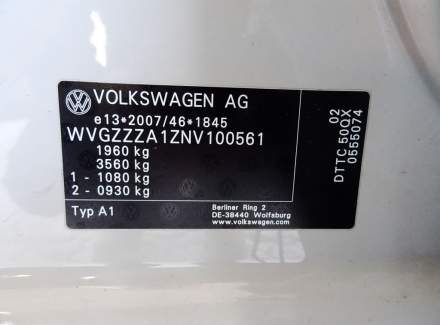 VOLKSWAGEN AG
e13*2007/46*1845
WVGZZZA1ZNV100561
1960 kg
3560 kg
1 - 1080 kg
2 - 0930 kg
Typ A1
Berliner Ring 2
DE-38440 Wolfsburg
www.volkswagen.com
02
DTTC 50QX
0555074